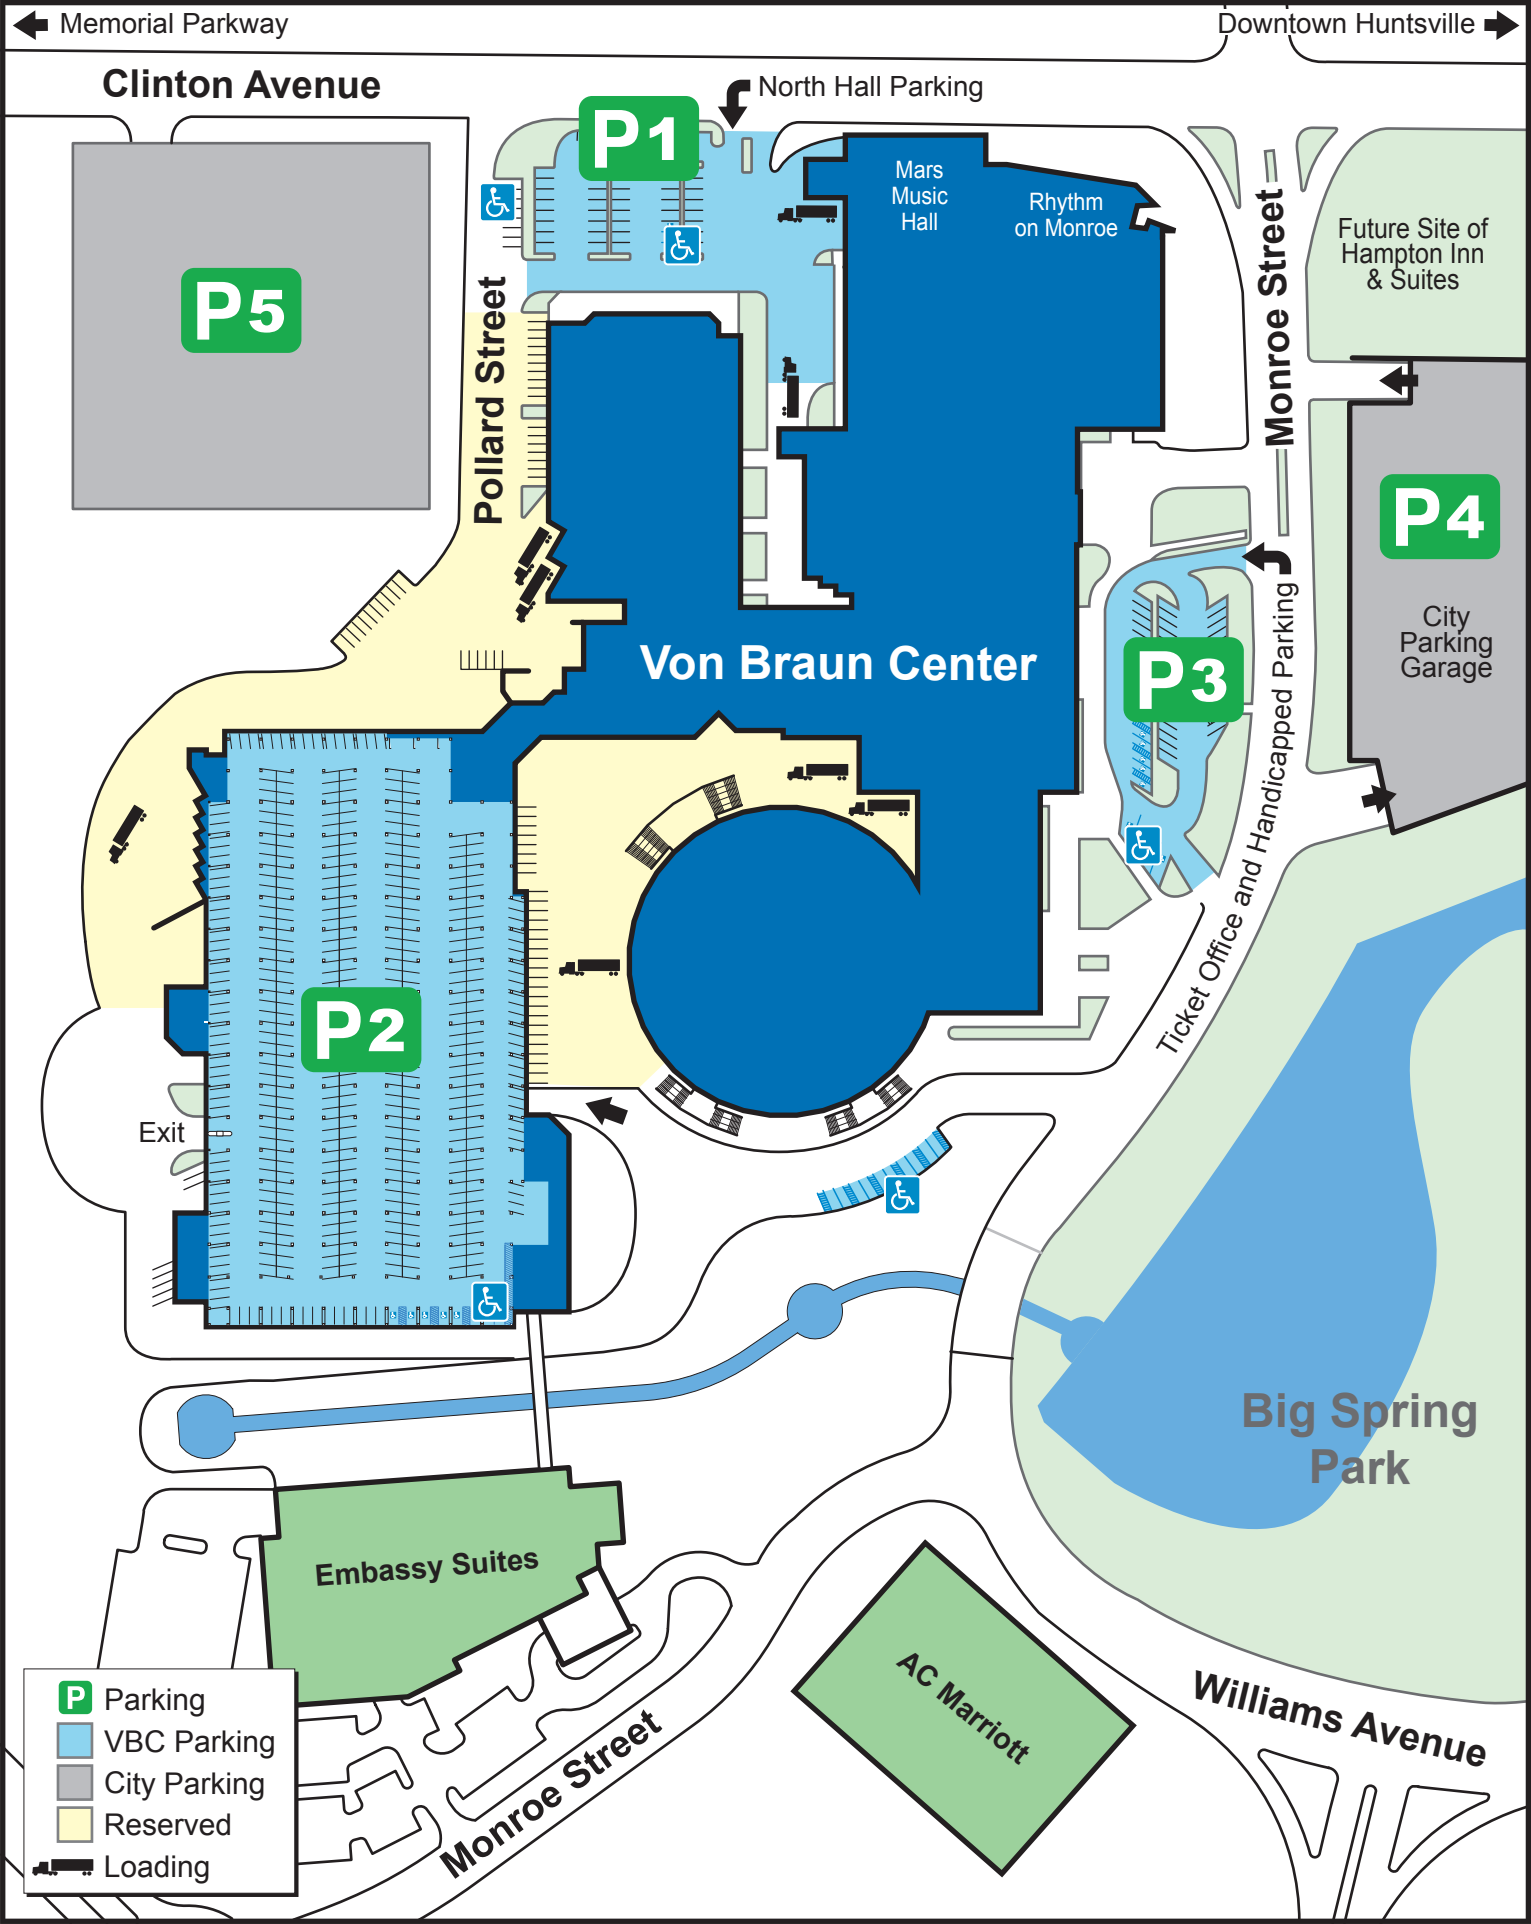 Memorial Parkway
Downtown Huntsville
Clinton Avenue
North Hall Parking
P1
Mars
Music
Hall
Rhythm
on Monroe
Monroe Street
Future Site of
Hampton Inn
& Suites
P5
Pollard Street
P4
City
Parking
Garage
Von Braun Center
P3
Ticket Office and Handicapped Parking
P2
Exit
Big Spring
Park
Embassy Suites
AC Marriott
Williams Avenue
Monroe Street
P Parking
VBC Parking
City Parking
Reserved
Loading